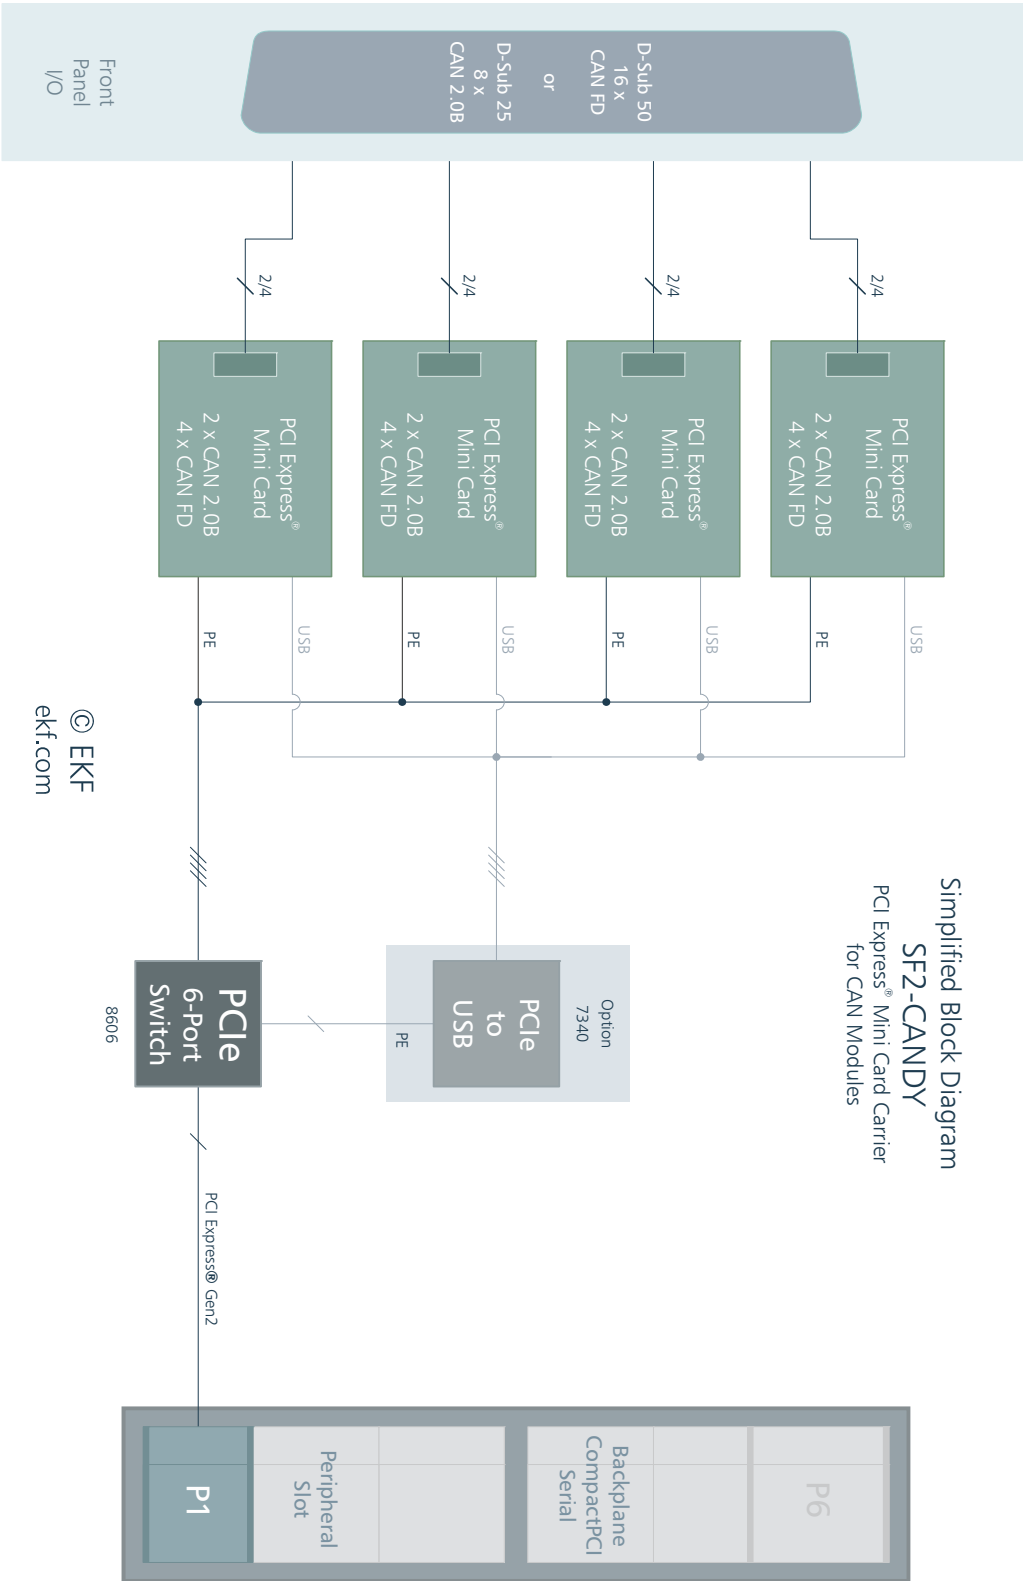 Simplified Block Diagram
SF2-CANDY
PCI Express® Mini Card Carrier
for CAN Modules
Front
Panel
I/O
D-Sub 50
16 x
CAN FD
or
D-Sub 25
8 x
CAN 2.0B
2/4
2/4
2/4
2/4
PCI Express®
Mini Card
2 x CAN 2.0B
4 x CAN FD
PCI Express®
Mini Card
2 x CAN 2.0B
4 x CAN FD
PCI Express®
Mini Card
2 x CAN 2.0B
4 x CAN FD
PCI Express®
Mini Card
2 x CAN 2.0B
4 x CAN FD
USB
PE
USB
PE
USB
PE
USB
PE
Option
7340
PCIe
to
USB
PE
PCIe
6-Port
Switch
8606
PCI Express® Gen2
P6
Backplane
CompactPCI
Serial
Peripheral
Slot
P1
© EKF
ekf.com